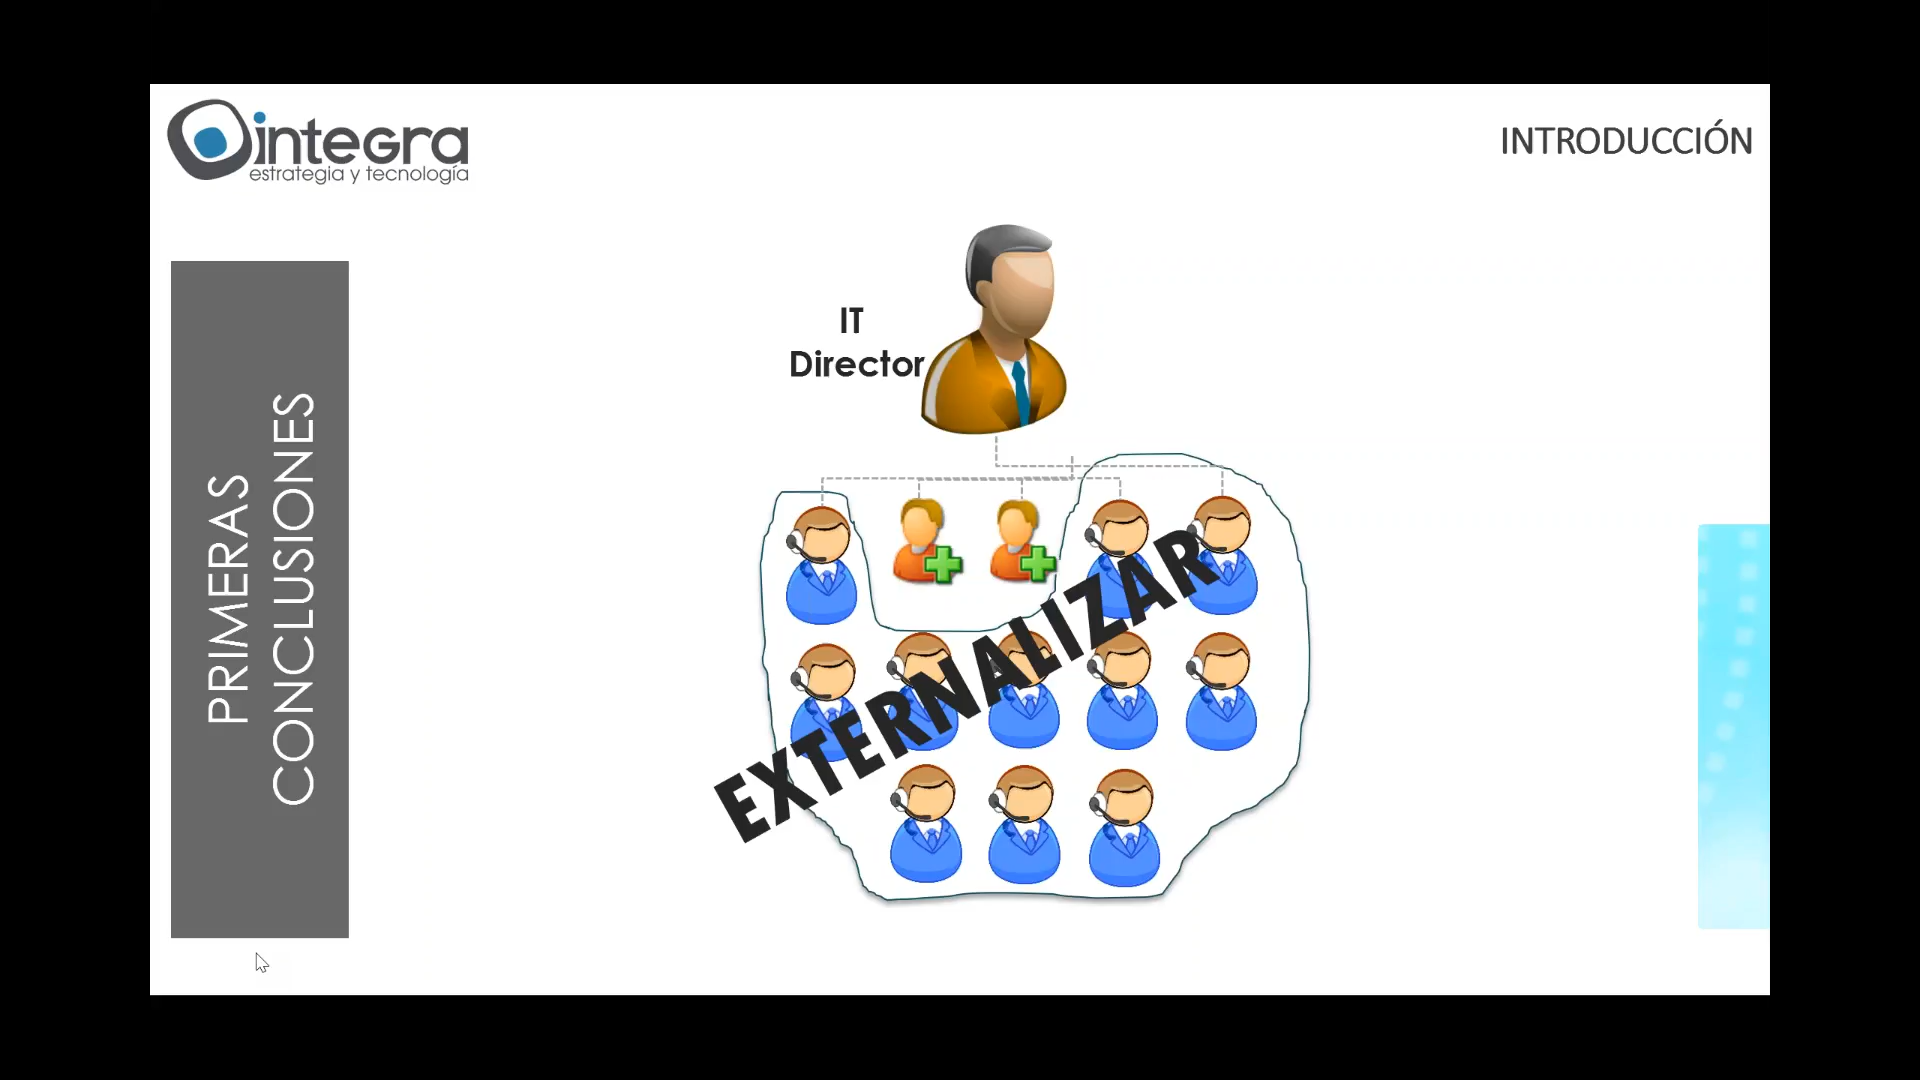 integra
estrategia y tecnología
INTRODUCCIÓN
PRIMERAS
CONCLUSIONES
IT
Director
EXTERNALIZAR